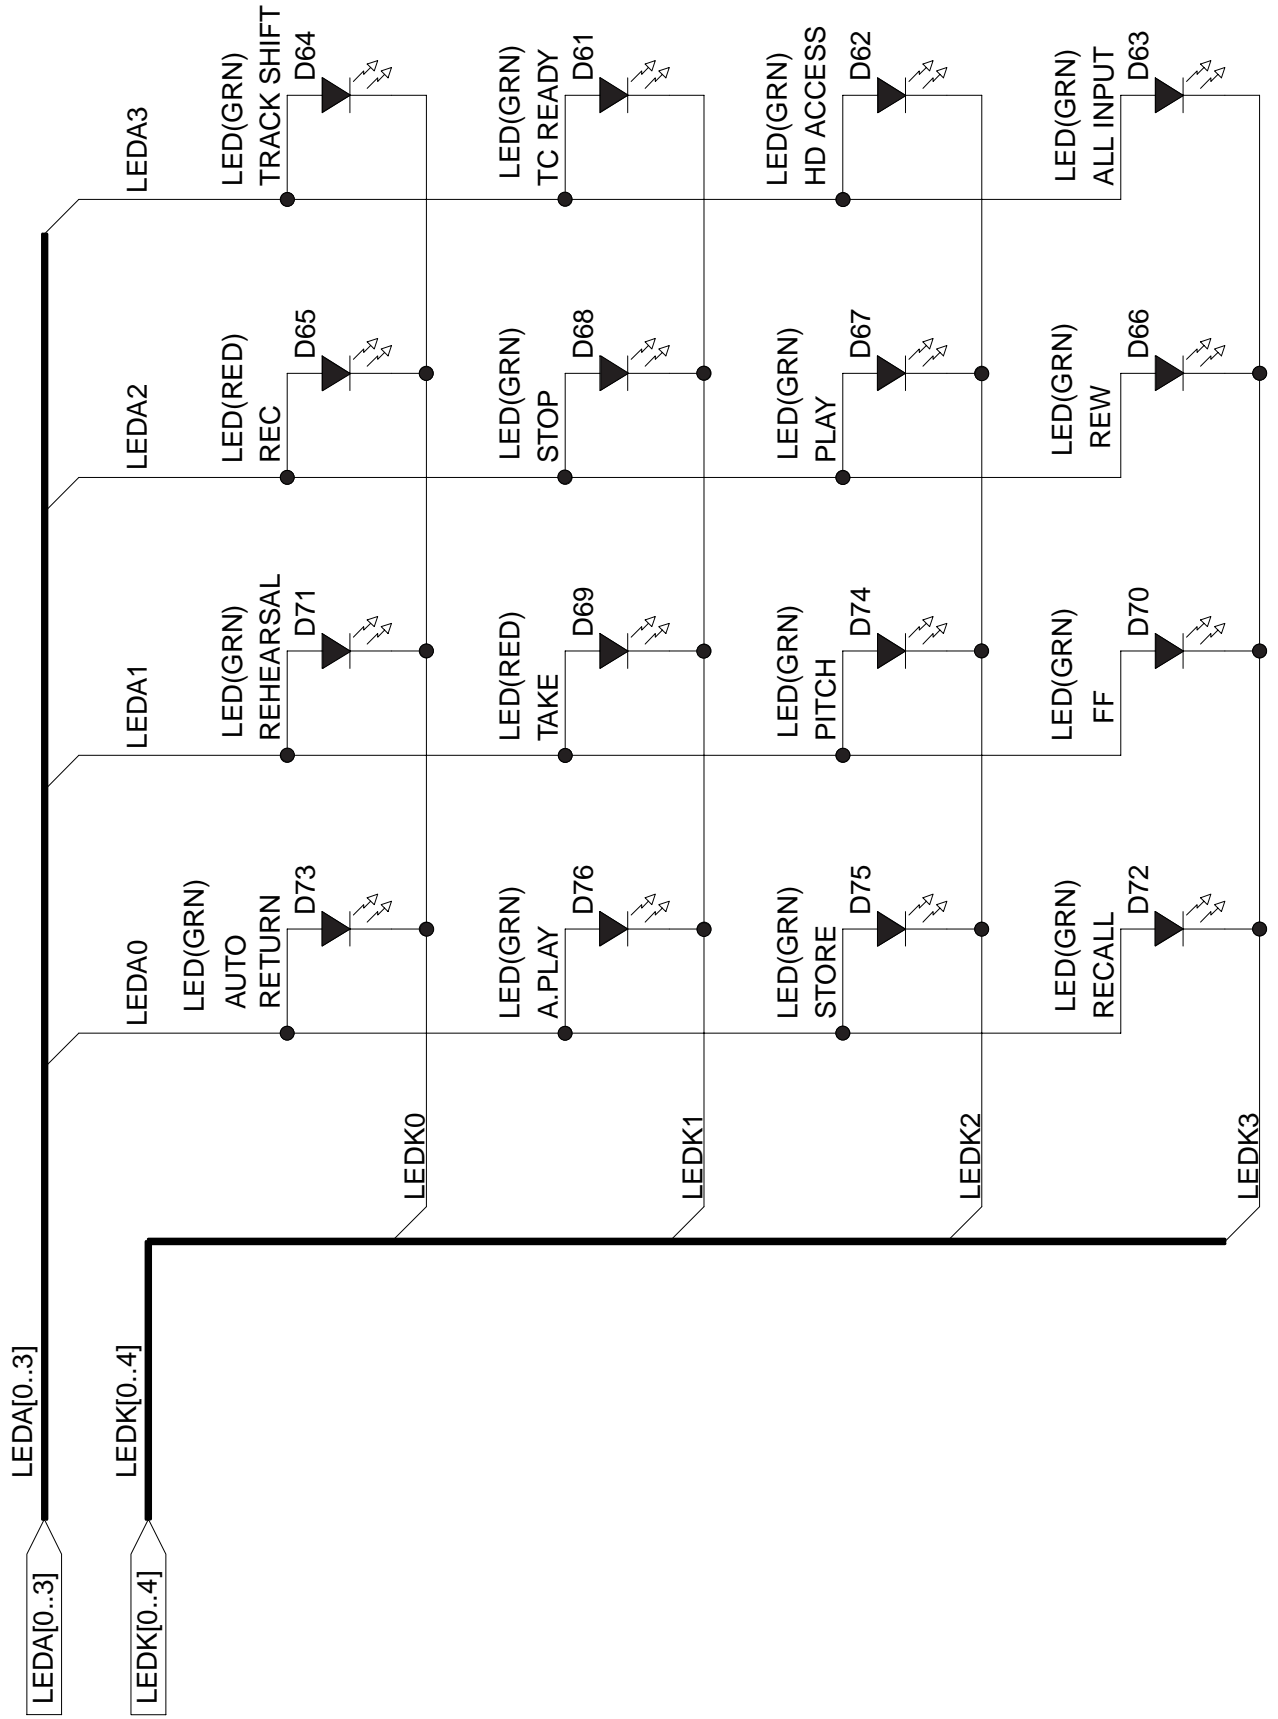 LEDA[0..3]
LEDA[0..3]
LEDK[0..4]
LEDK[0..4]
LEDA0
LEDA1
LEDA2
LEDA3
LED(GRN)
AUTO
RETURN
D73
LED(GRN)
REHEARSAL
D71
LED(RED)
REC
D65
LED(GRN)
TRACK SHIFT
D64
LEDK0
LED(GRN)
A.PLAY
D76
LED(RED)
TAKE
D69
LED(GRN)
STOP
D68
LED(GRN)
TC READY
D61
LEDK1
LED(GRN)
STORE
D75
LED(GRN)
PITCH
D74
LED(GRN)
PLAY
D67
LED(GRN)
HD ACCESS
D62
LEDK2
LED(GRN)
RECALL
D72
LED(GRN)
FF
D70
LED(GRN)
REW
D66
LED(GRN)
ALL INPUT
D63
LEDK3